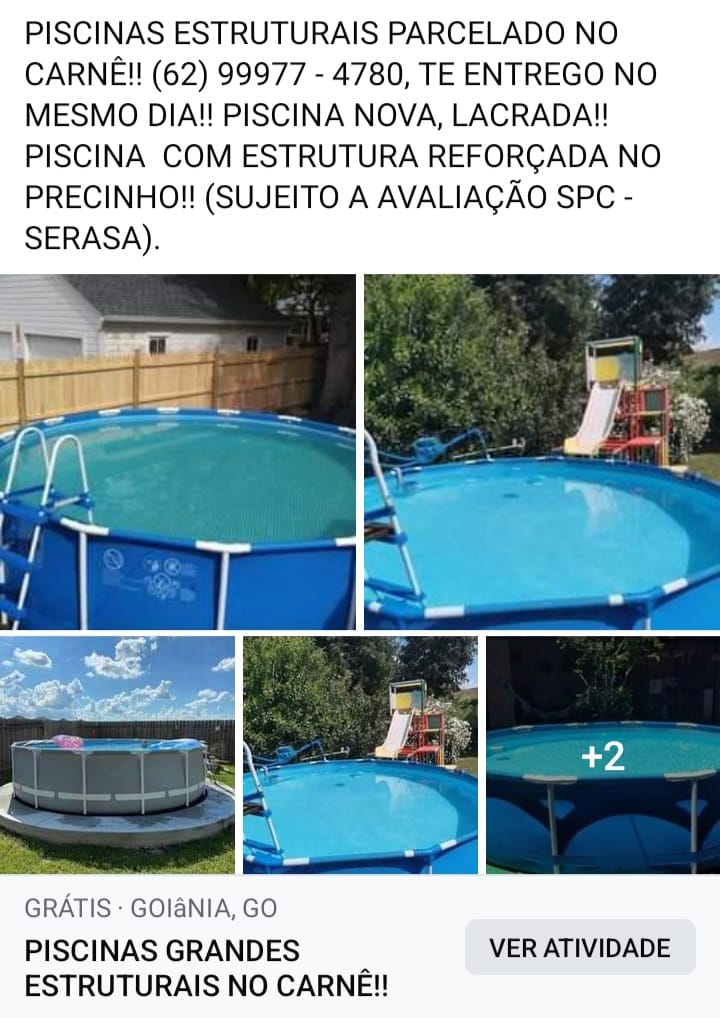 PISCINAS ESTRUTURAIS PARCELADO NO
CARNÊ!! (62) 99977 - 4780, TE ENTREGO NO
MESMO DIA!! PISCINA NOVA, LACRADA!!
PISCINA  COM ESTRUTURA REFORÇADA NO
PRECINHO!! (SUJEITO A AVALIAÇÃO SPC -
SERASA).
+2
GRÁTIS · GOIâNIA, GO
PISCINAS GRANDES
ESTRUTURAIS NO CARNÊ!!
VER ATIVIDADE